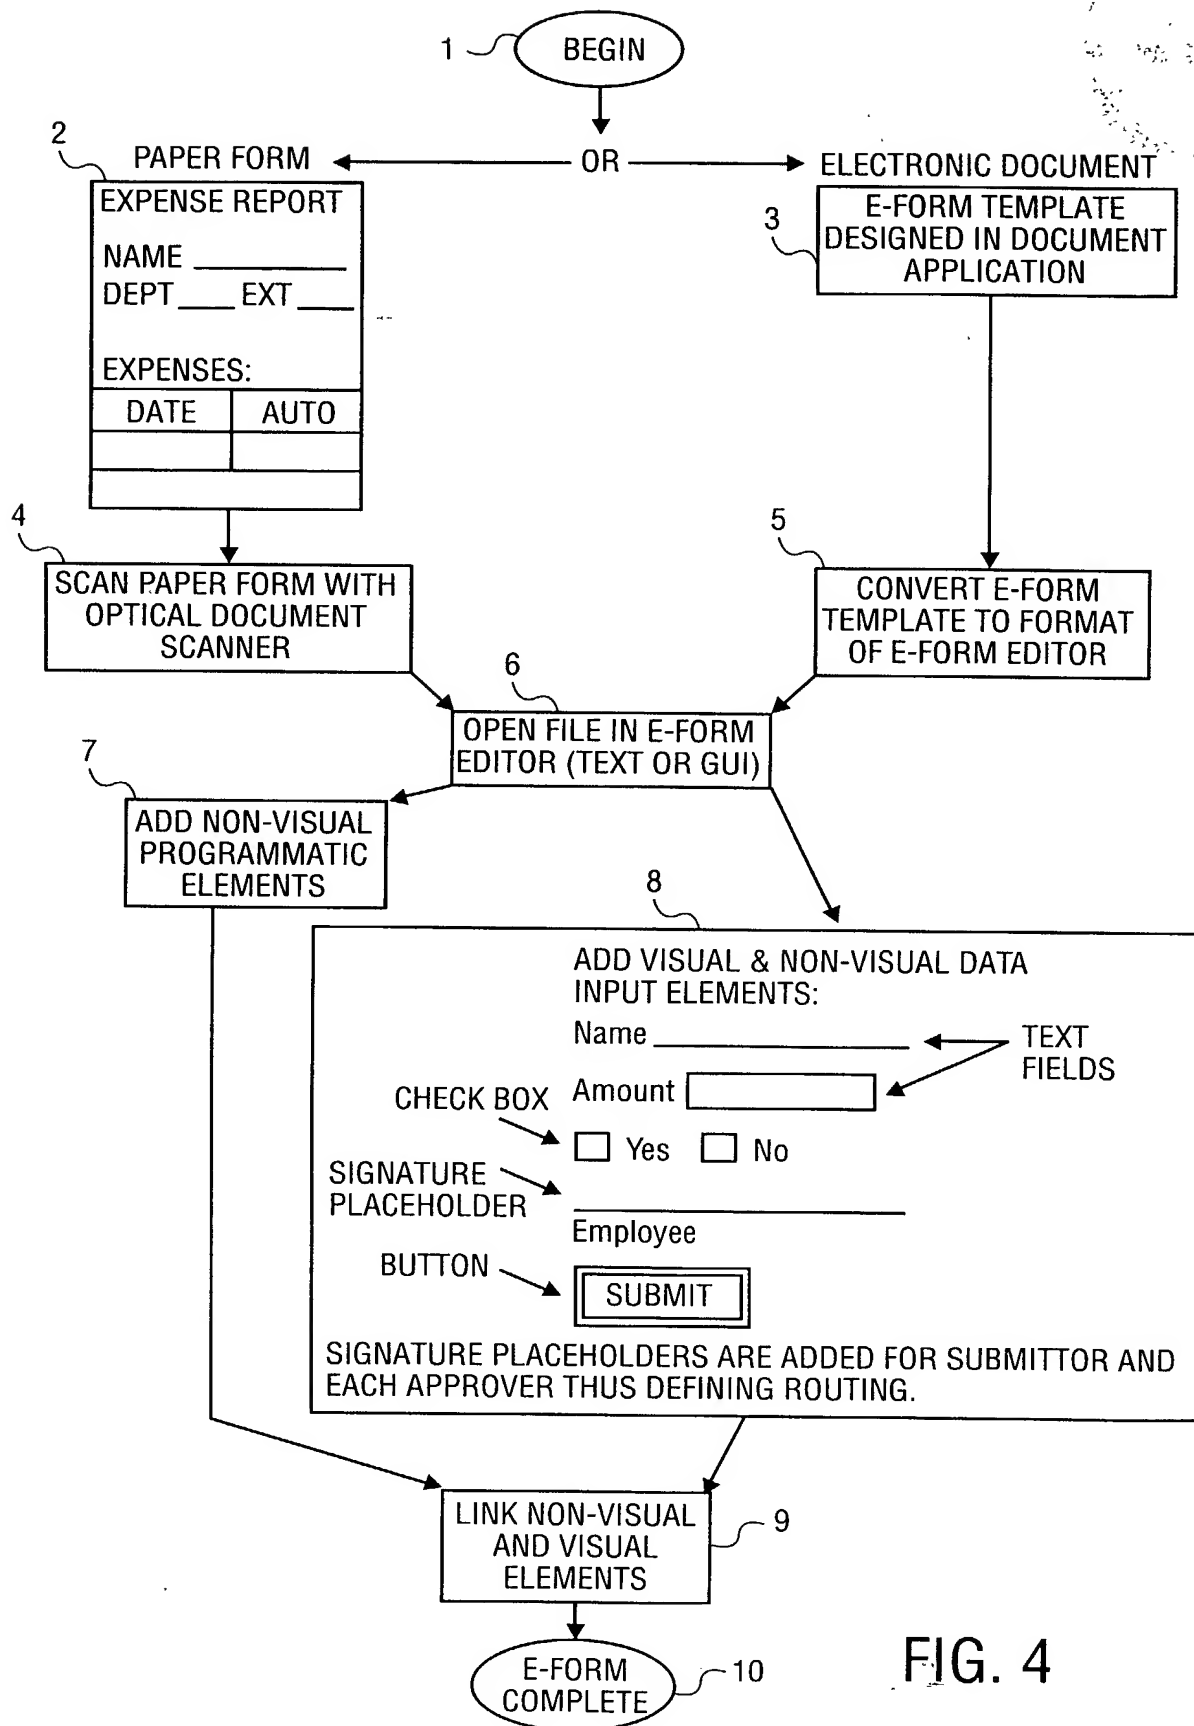 1
BEGIN
2
PAPER FORM
OR
ELECTRONIC DOCUMENT
EXPENSE REPORT
NAME
DEPT EXT
EXPENSES:
DATE AUTO
3
E-FORM TEMPLATE
DESIGNED IN DOCUMENT
APPLICATION
4
SCAN PAPER FORM WITH
OPTICAL DOCUMENT
SCANNER
5
CONVERT E-FORM
TEMPLATE TO FORMAT
OF E-FORM EDITOR
6
OPEN FILE IN E-FORM
EDITOR (TEXT OR GUI)
7
ADD NON-VISUAL
PROGRAMMATIC
ELEMENTS
8
ADD VISUAL & NON-VISUAL DATA
INPUT ELEMENTS:
Name
TEXT
FIELDS
Amount
CHECK BOX
Yes No
SIGNATURE
PLACEHOLDER
Employee
BUTTON
SUBMIT
SIGNATURE PLACEHOLDERS ARE ADDED FOR SUBMITTOR AND
EACH APPROVER THUS DEFINING ROUTING.
LINK NON-VISUAL
AND VISUAL
ELEMENTS
9
E-FORM
COMPLETE
10
FIG. 4